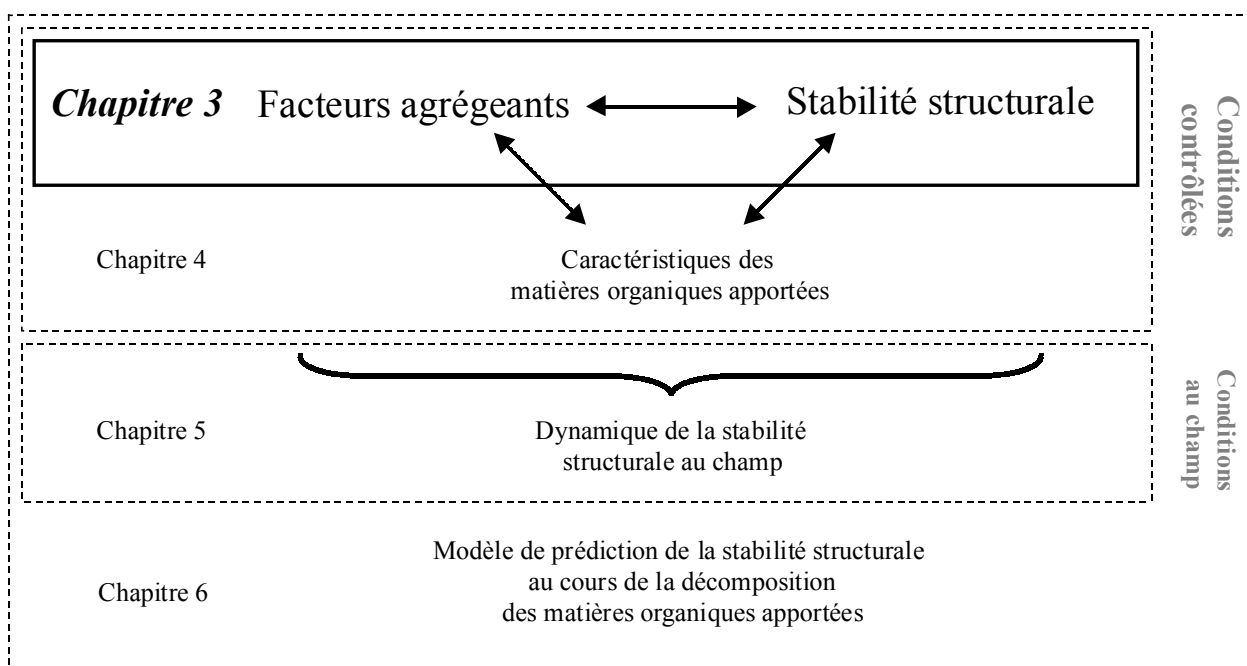 Chapitre 3 Facteurs agrégeants Stabilité structurale
Conditions
contrôlées
Chapitre 4
Caractéristiques des
matières organiques apportées
Chapitre 5
Dynamique de la stabilité
structurale au champ
Conditions
au champ
Chapitre 6
Modèle de prédiction de la stabilité structurale
au cours de la décomposition
des matières organiques apportées